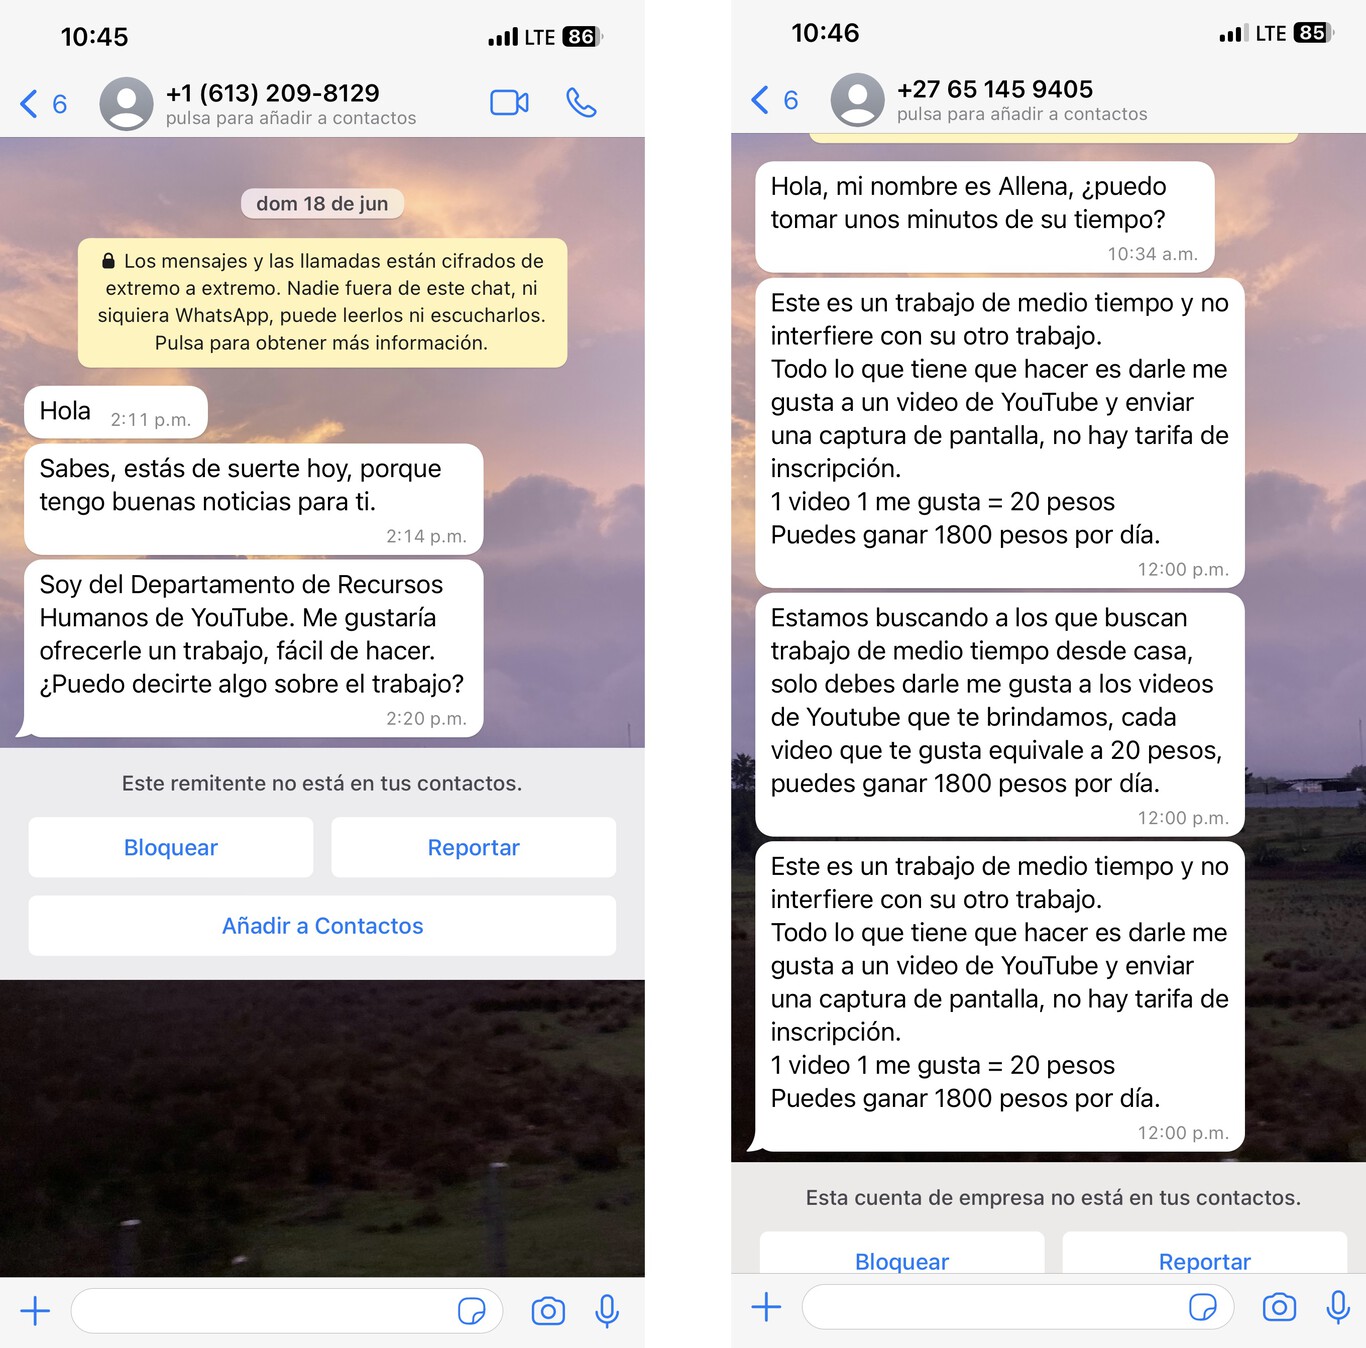 10:45
LTE 86
6
+1 (613) 209-8129
pulsa para añadir a contactos
dom 18 de jun
Los mensajes y las llamadas están cifrados de
extremo a extremo. Nadie fuera de este chat, ni
siquiera WhatsApp, puede leerlos ni escucharlos.
Pulsa para obtener más información.
Hola 2:11 p.m.
Sabes, estás de suerte hoy, porque
tengo buenas noticias para ti.
2:14 p.m.
Soy del Departamento de Recursos
Humanos de YouTube. Me gustaría
ofrecerle un trabajo, fácil de hacer.
¿Puedo decirte algo sobre el trabajo?
2:20 p.m.
Este remitente no está en tus contactos.
Bloquear
Reportar
Añadir a Contactos
10:46
LTE 85
6
+27 65 145 9405
pulsa para añadir a contactos
Hola, mi nombre es Allena, ¿puedo
tomar unos minutos de su tiempo?
10:34 a.m.
Este es un trabajo de medio tiempo y no
interfiere con su otro trabajo.
Todo lo que tiene que hacer es darle me
gusta a un video de YouTube y enviar
una captura de pantalla, no hay tarifa de
inscripción.
1 video 1 me gusta = 20 pesos
Puedes ganar 1800 pesos por día.
12:00 p.m.
Estamos buscando a los que buscan
trabajo de medio tiempo desde casa,
solo debes darle me gusta a los videos
de Youtube que te brindamos, cada
video que te gusta equivale a 20 pesos,
puedes ganar 1800 pesos por día.
12:00 p.m.
Este es un trabajo de medio tiempo y no
interfiere con su otro trabajo.
Todo lo que tiene que hacer es darle me
gusta a un video de YouTube y enviar
una captura de pantalla, no hay tarifa de
inscripción.
1 video 1 me gusta = 20 pesos
Puedes ganar 1800 pesos por día.
12:00 p.m.
Esta cuenta de empresa no está en tus contactos.
Bloquear
Reportar